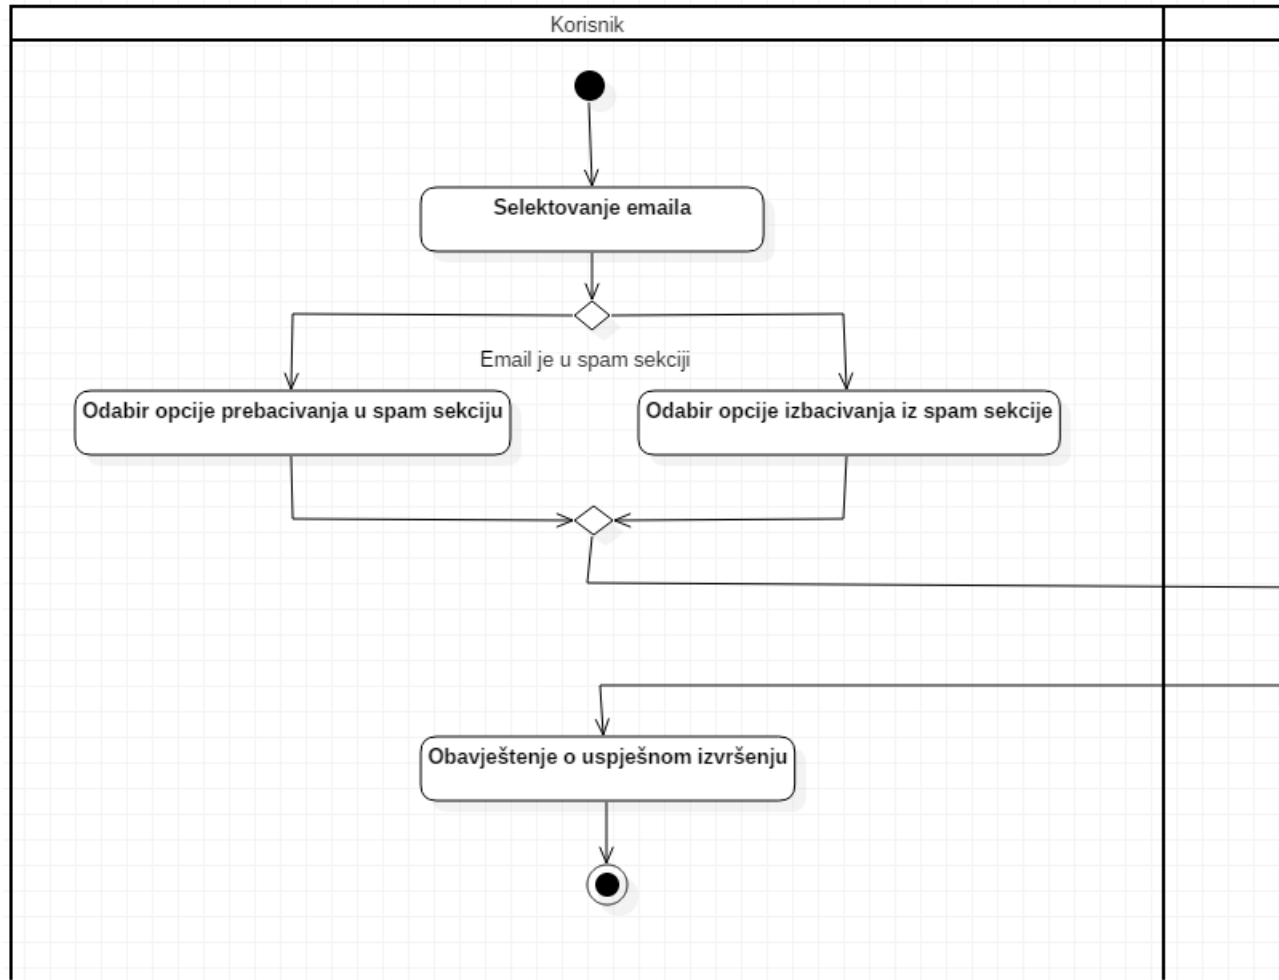 Korisnik
Selektovanje emaila
Email je u spam sekciji
Odabir opcije prebacivanja u spam sekciju
Odabir opcije izbacivanja iz spam sekcije
Obavještenje o uspješnom izvršenju